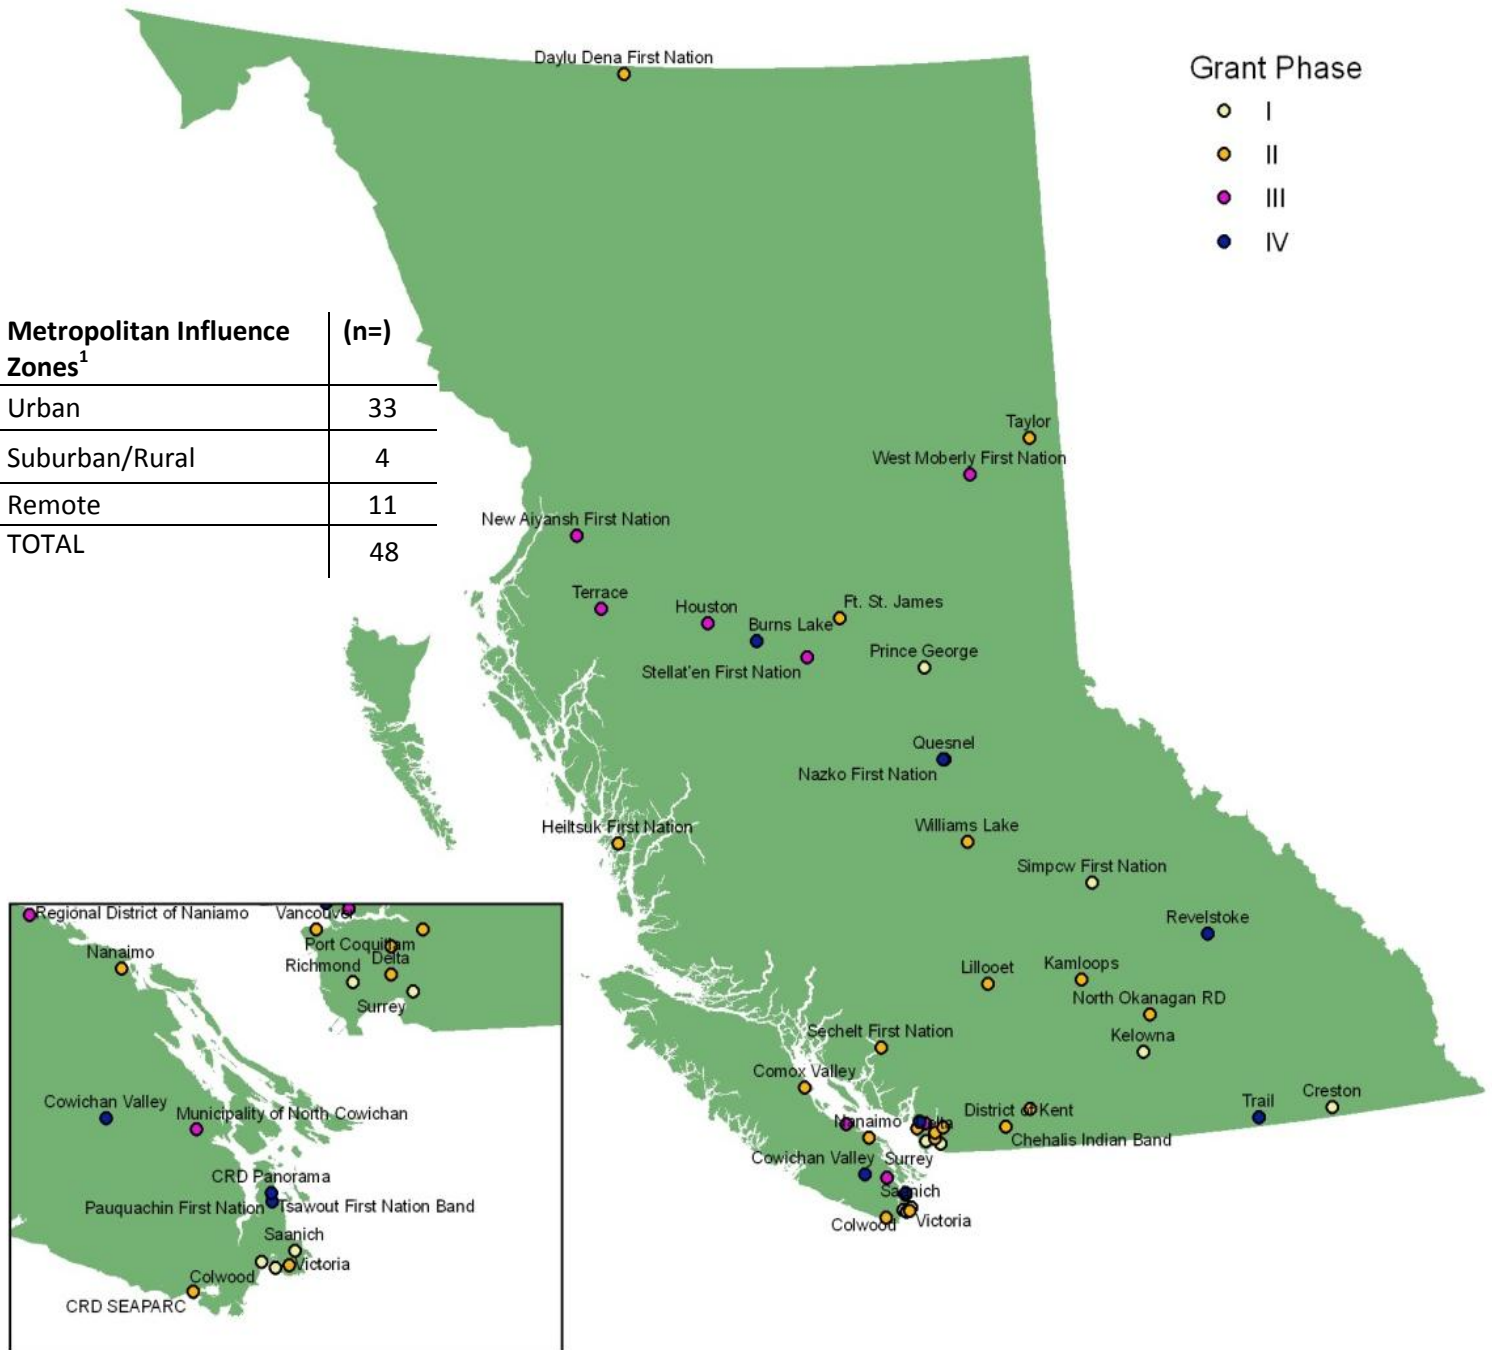 Daylu Dena First Nation
Grant Phase
I
II
III
IV
Metropolitan Influence Zones1 (n=)
Urban 33
Suburban/Rural 4
Remote 11
TOTAL 48
Taylor
West Moberly First Nation
New Aiyansh First Nation
Terrace
Houston
Ft. St. James
Burns Lake
Prince George
Stellat'en First Nation
Quesnel
Nazko First Nation
Heiltsuk First Nation
Williams Lake
Simpcw First Nation
Revelstoke
Lillooet
Kamloops
North Okanagan RD
Sechelt First Nation
Kelowna
Comox Valley
Creston
Trail
District of Kent
Nanaimo
Delta
Chehalis Indian Band
Cowichan Valley
Surrey
Saanich
Colwood
Victoria
Regional District of Naniamo
Vancouver
Nanaimo
Port Coquitlam
Delta
Richmond
Surrey
Cowichan Valley
Municipality of North Cowichan
CRD Panorama
Pauquachin First Nation
Tsawout First Nation Band
Saanich
Victoria
Colwood
CRD SEAPARC